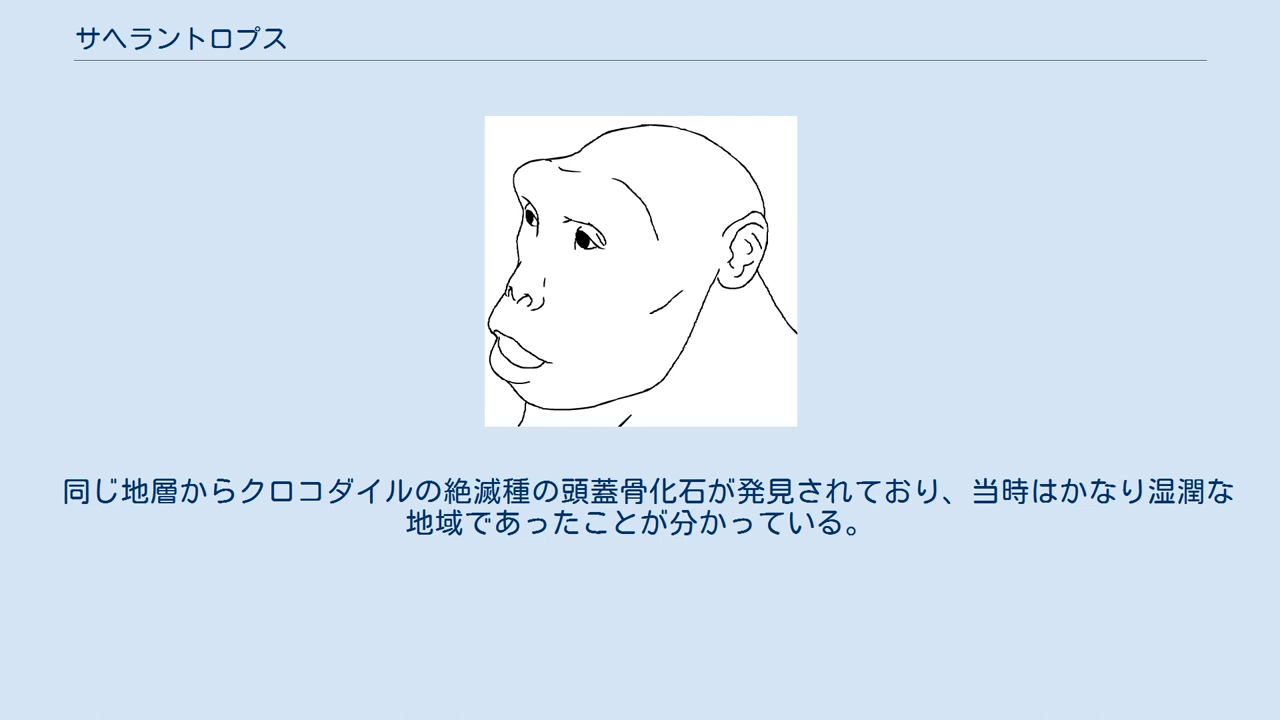 サヘラントロプス
同じ地層からクロコダイルの絶滅種の頭蓋骨化石が発見されており、当時はかなり湿潤な
地域であったことが分かっている。